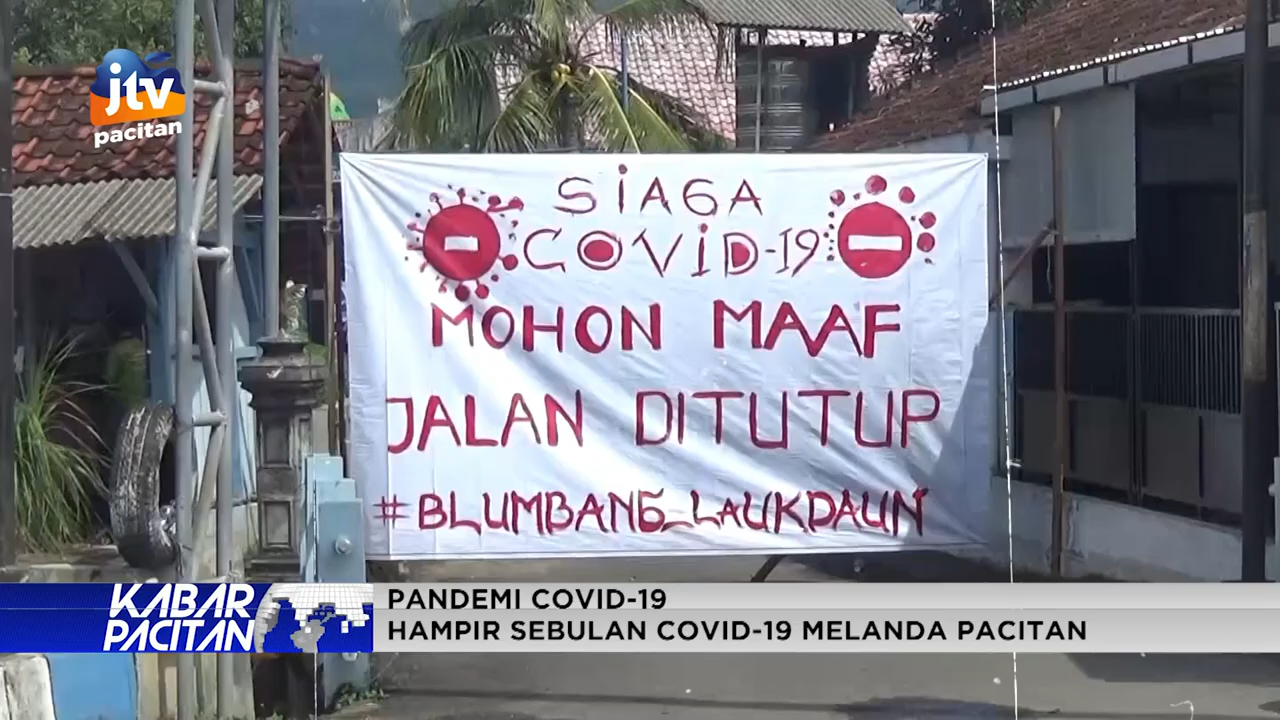 jtv
pacitan
SiAGA
COViD-19
MOHON MAAF
JALAN DITUTUP
#BLUMBANG_LAUKDAUN
KABAR
PACITAN
PANDEMI COVID-19
HAMPIR SEBULAN COVID-19 MELANDA PACITAN